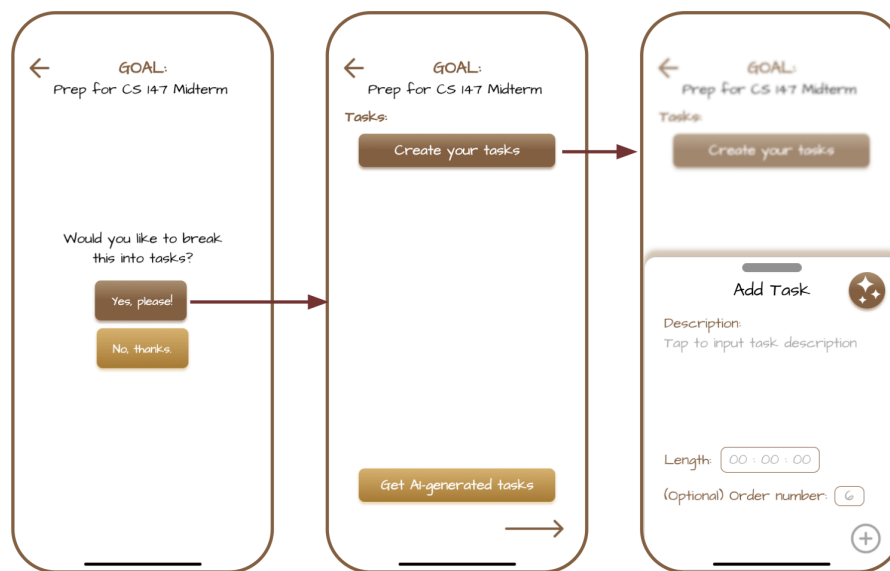 GOAL:
Prep for CS 147 Midterm
Would you like to break
this into tasks?
Yes, please!
No, thanks.
GOAL:
Prep for CS 147 Midterm
Tasks:
Create your tasks
Get AI-generated tasks
GOAL:
Prep for CS 147 Midterm
Tasks:
Create your tasks
Add Task
Description:
Tap to input task description
Length: 00 : 00 : 00
(Optional) Order number: 6